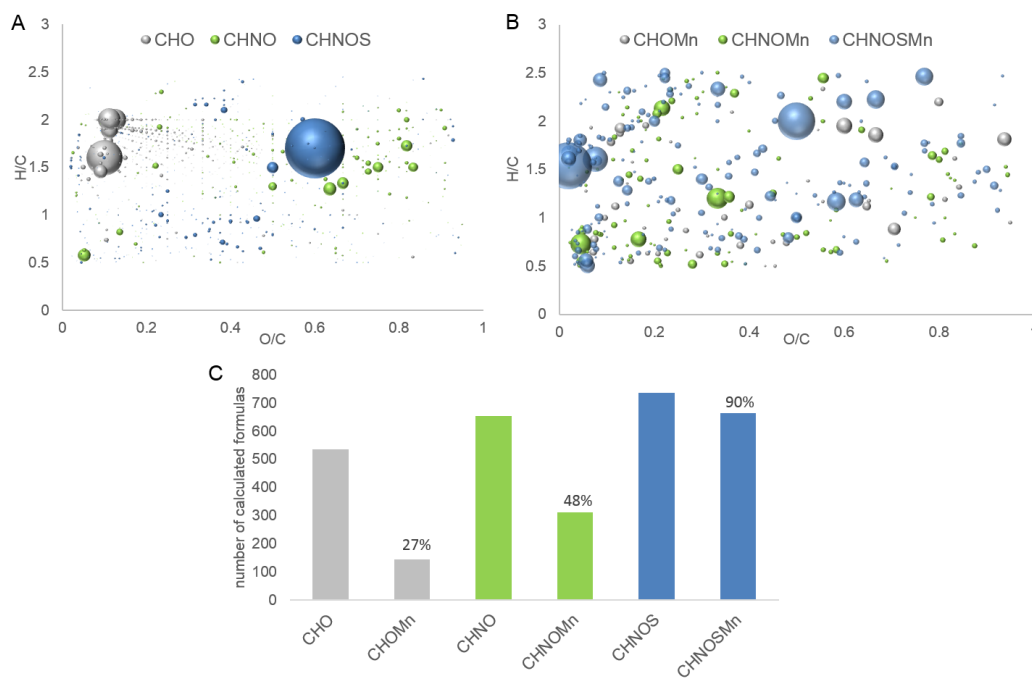 A
CHO CHNO CHNOS
3
2.5
2
1.5
1
0.5
0
H/C
0 0.2 0.4 0.6 0.8 1
O/C
B
CHOMn CHNOMn CHNOSMn
3
2.5
2
1.5
1
0.5
0
H/C
0 0.2 0.4 0.6 0.8
O/C
C
800
700
600
500
400
300
200
100
0
number of calculated formulas
27%
48%
90%
CHO
CHOMn
CHNO
CHNOMn
CHNOS
CHNOSMn